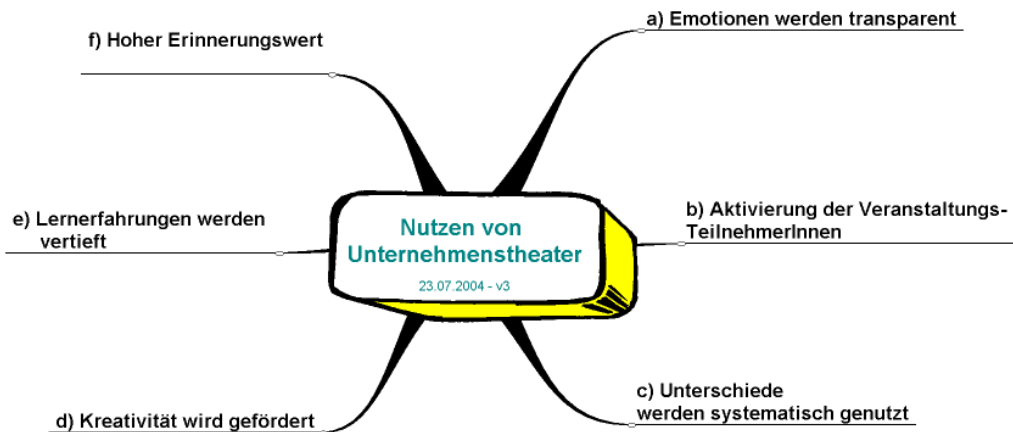 Nutzen von
Unternehmenstheater
23.07.2004 - v3
a) Emotionen werden transparent
b) Aktivierung der Veranstaltungs-
TeilnehmerInnen
c) Unterschiede
werden systematisch genutzt
d) Kreativität wird gefördert
e) Lernerfahrungen werden
vertieft
f) Hoher Erinnerungswert